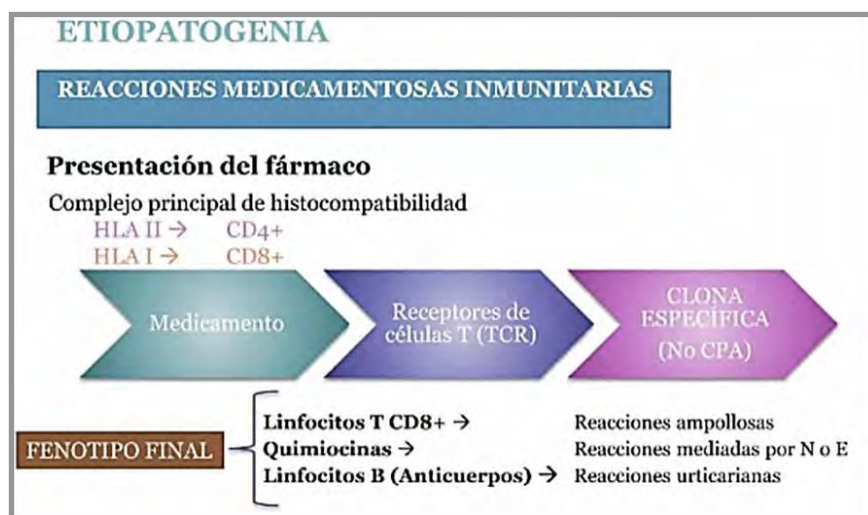 ETIOPATOGENIA
REACCIONES MEDICAMENTOSAS INMUNITARIAS
Presentación del fármaco
Complejo principal de histocompatibilidad
HLA II → CD4+
HLA I → CD8+
Medicamento
Receptores de
células T (TCR)
CLONA
ESPECÍFICA
(No CPA)
FENOTIPO FINAL
Linfocitos T CD8+ → Reacciones ampollosas
Quimiocinas → Reacciones mediadas por N o E
Linfocitos B (Anticuerpos) → Reacciones urticarianas